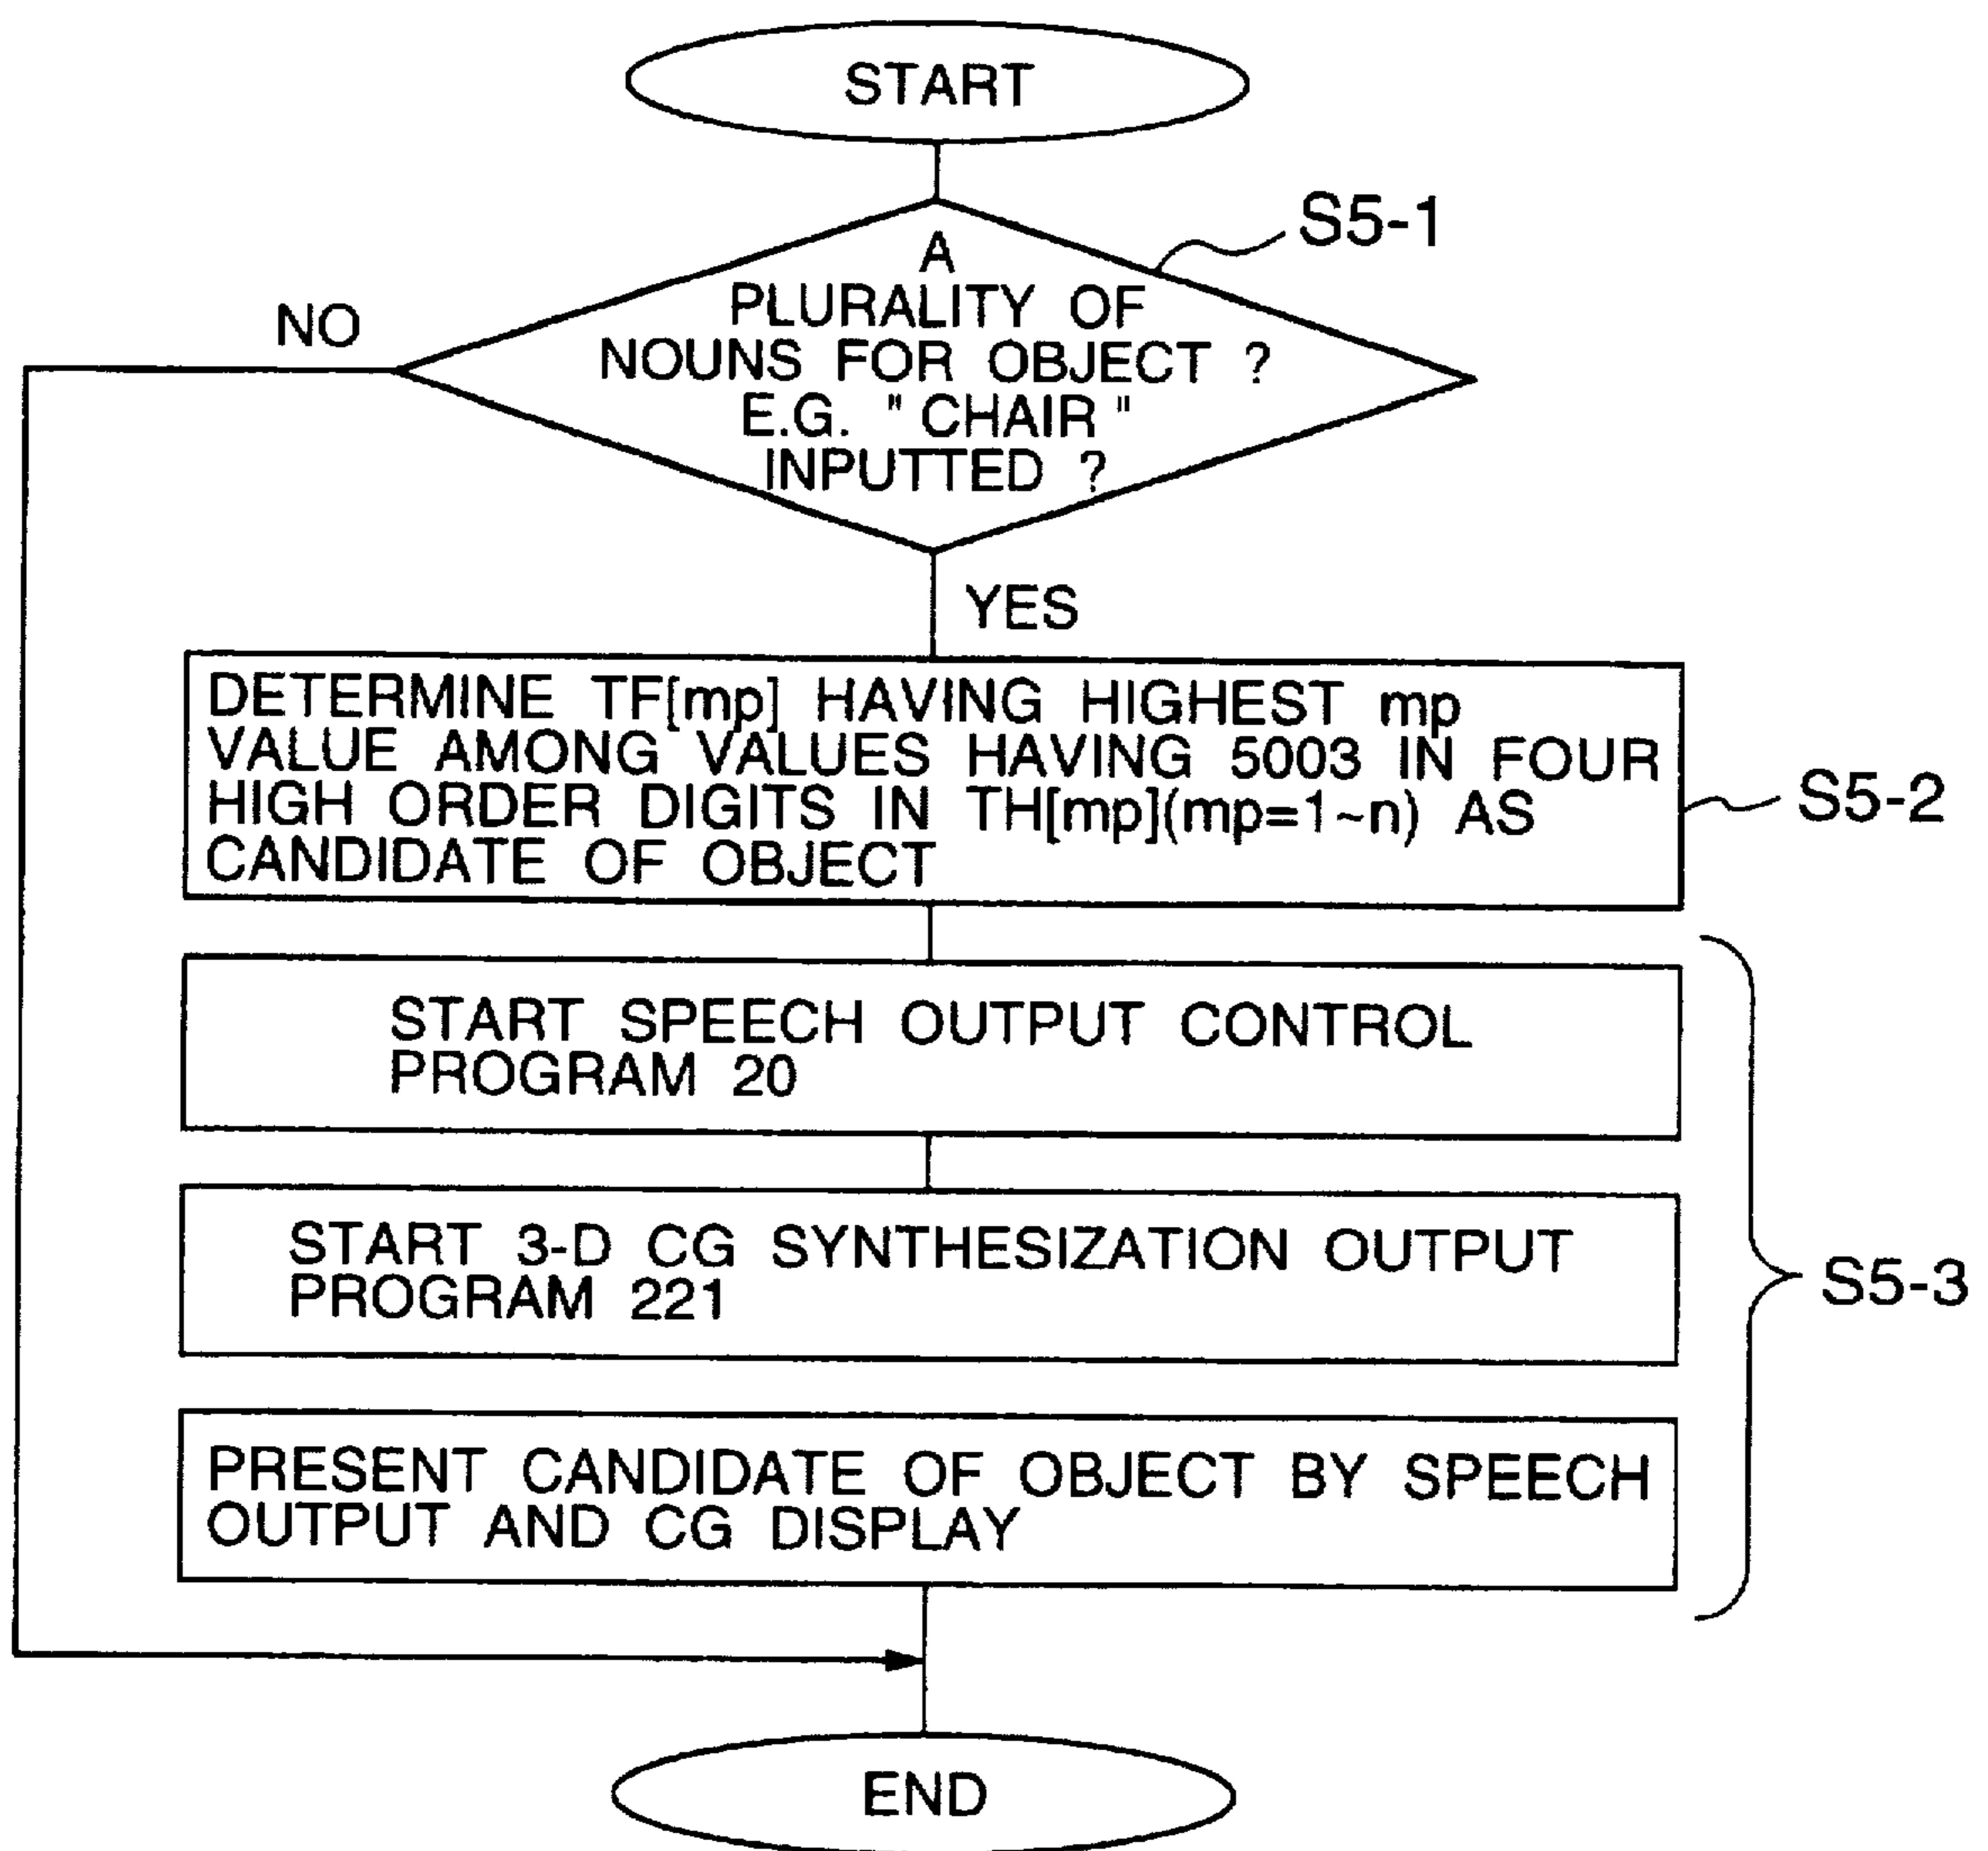 START
S5-1
A
PLURALITY OF
NO
NOUNS FOR OBJECT ?
E.G. " CHAIR "
INPUTTED ?
YES
DETERMINE TF[mp] HAVING HIGHEST mp
VALUE AMONG VALUES HAVING 5003 IN FOUR
HIGH ORDER DIGITS IN TH[mp](mp=1~n) AS
CANDIDATE OF OBJECT
S5-2
START SPEECH OUTPUT CONTROL
PROGRAM 20
START 3-D CG SYNTHESIZATION OUTPUT
PROGRAM 221
S5-3
PRESENT CANDIDATE OF OBJECT BY SPEECH
OUTPUT AND CG DISPLAY
END